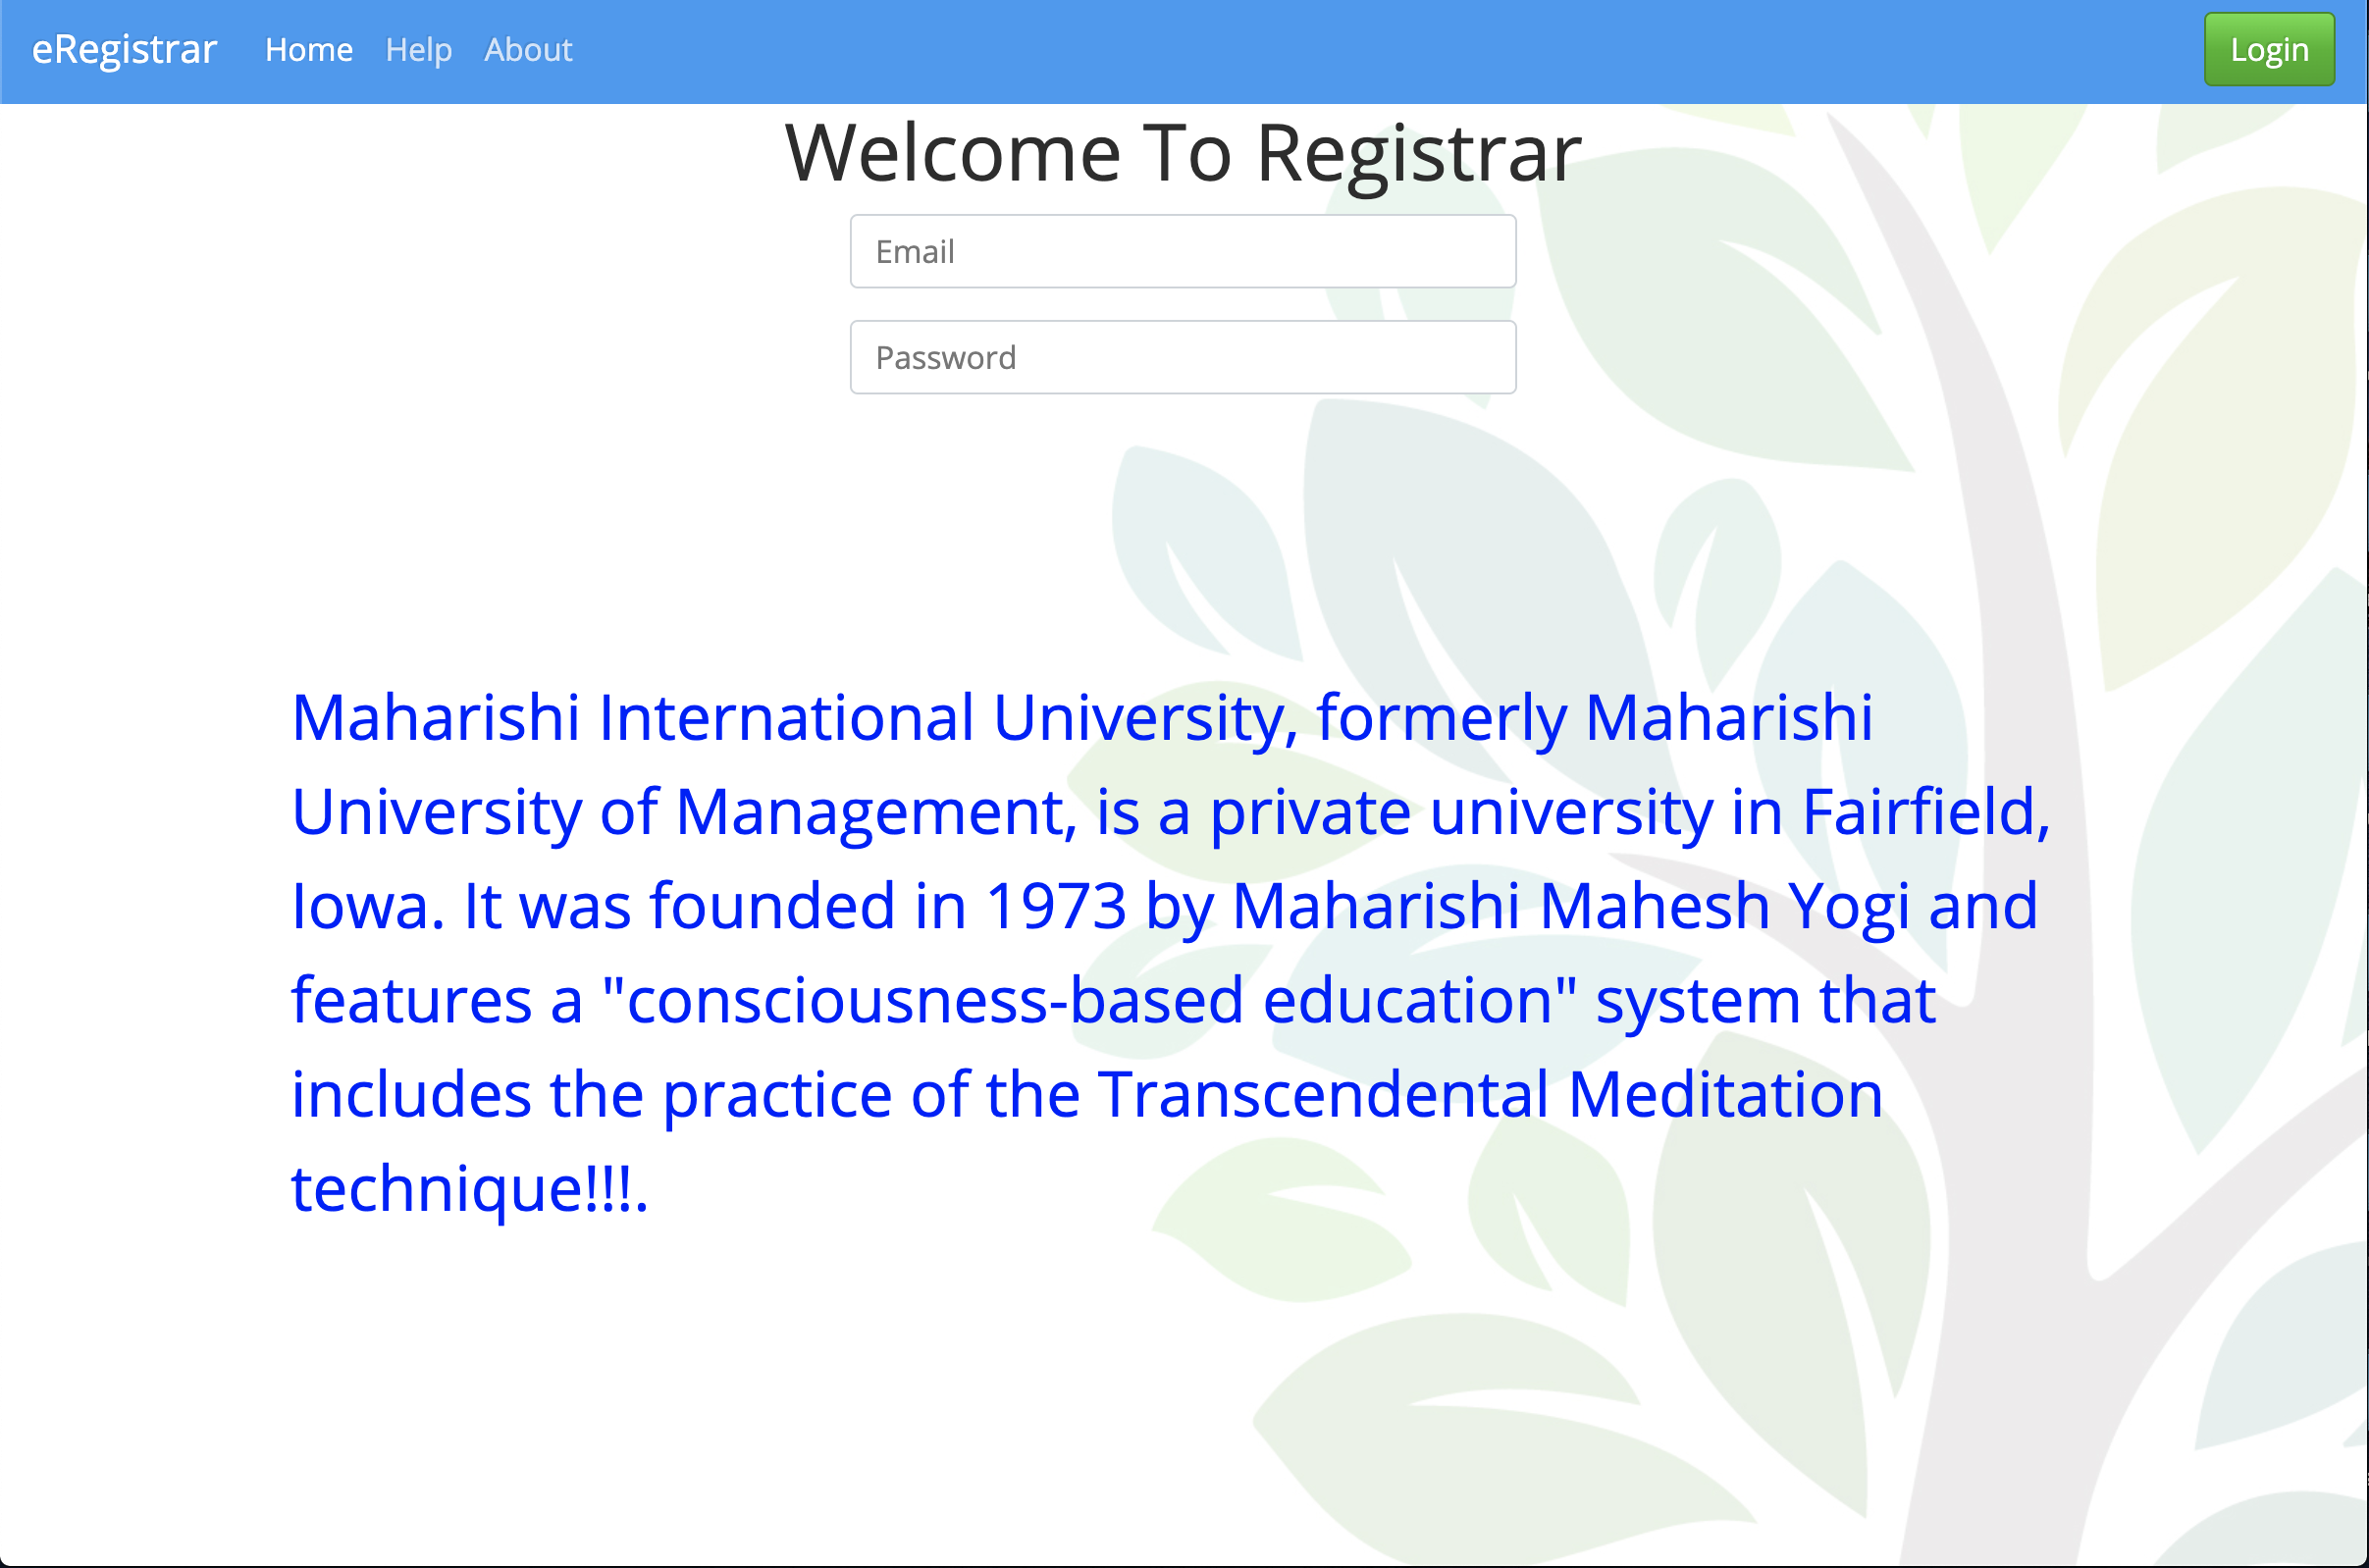 eRegistrar Home Help About Login
Welcome To Registrar
Email
Password
Maharishi International University, formerly Maharishi
University of Management, is a private university in Fairfield,
Iowa. It was founded in 1973 by Maharishi Mahesh Yogi and
features a "consciousness-based education" system that
includes the practice of the Transcendental Meditation
technique!!!.